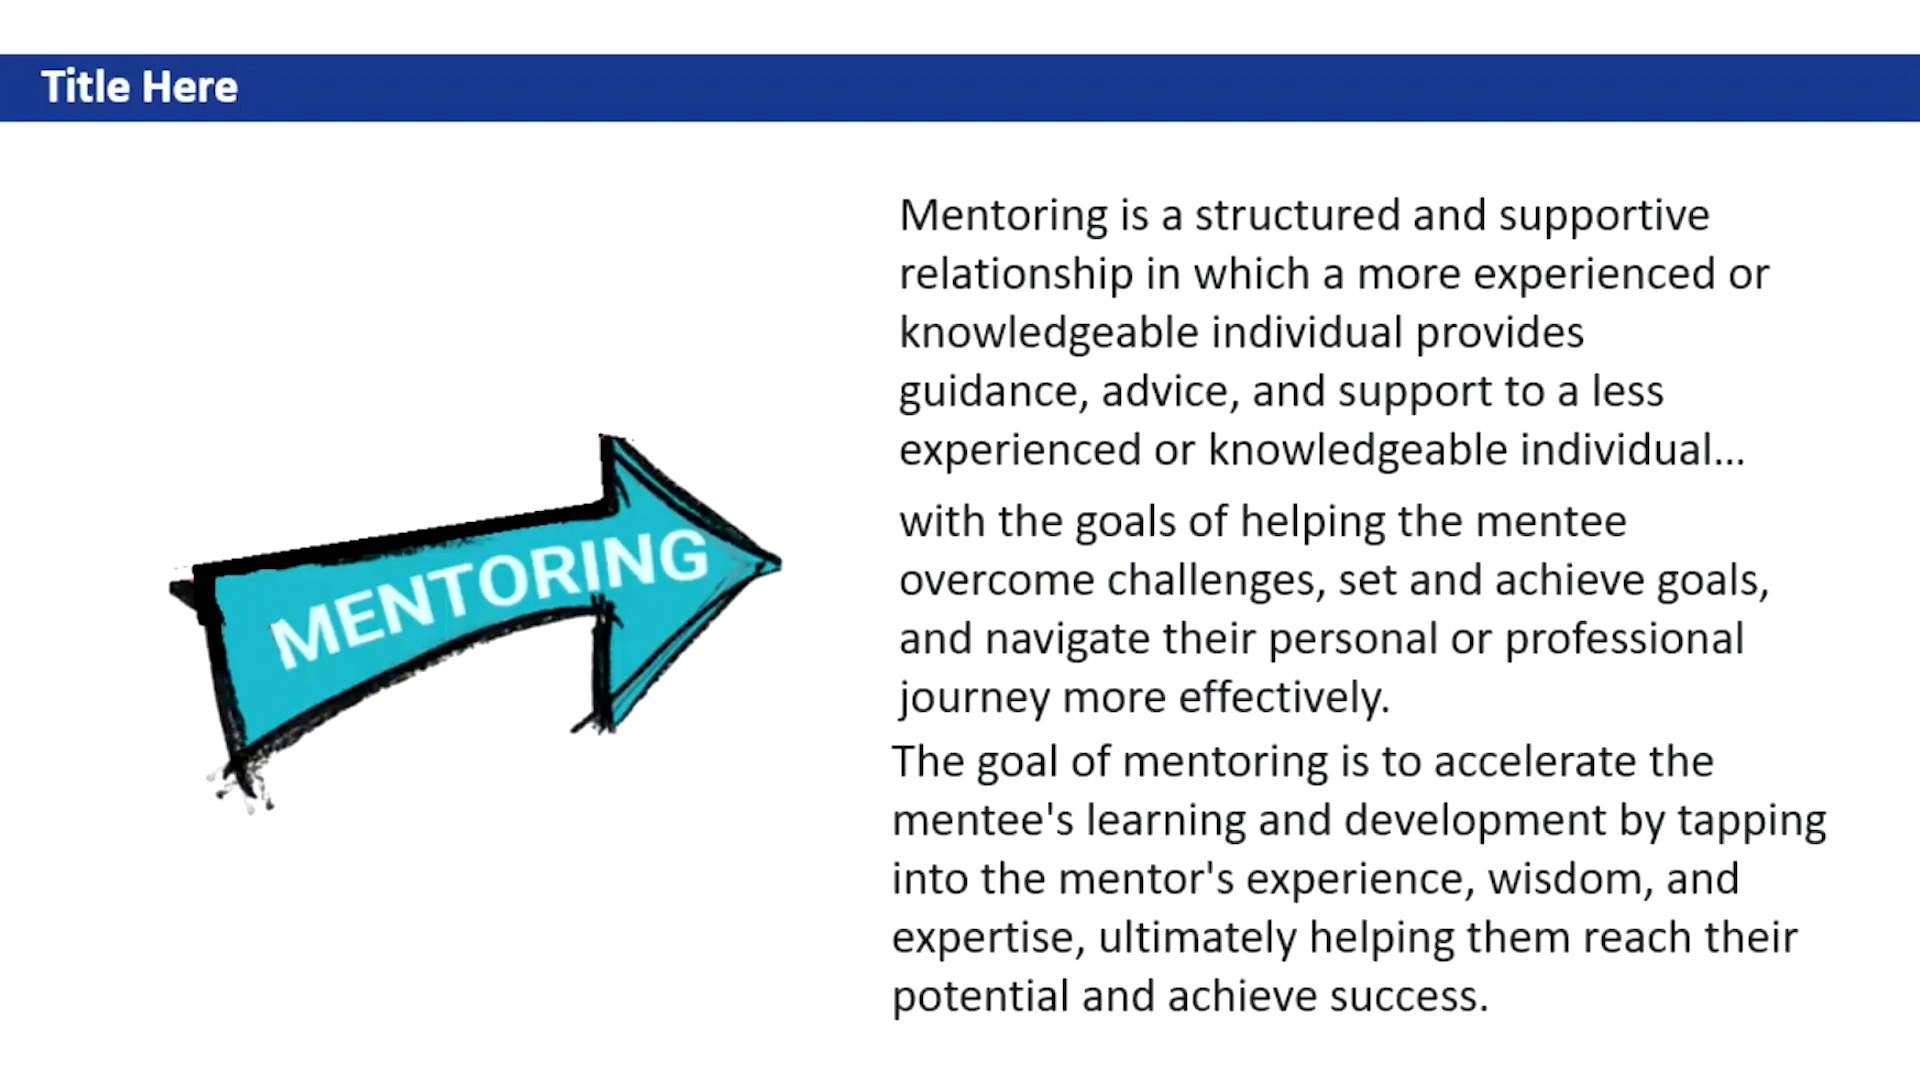 Title Here
MENTORING
Mentoring is a structured and supportive
relationship in which a more experienced or
knowledgeable individual provides
guidance, advice, and support to a less
experienced or knowledgeable individual...
with the goals of helping the mentee
overcome challenges, set and achieve goals,
and navigate their personal or professional
journey more effectively.
The goal of mentoring is to accelerate the
mentee's learning and development by tapping
into the mentor's experience, wisdom, and
expertise, ultimately helping them reach their
potential and achieve success.